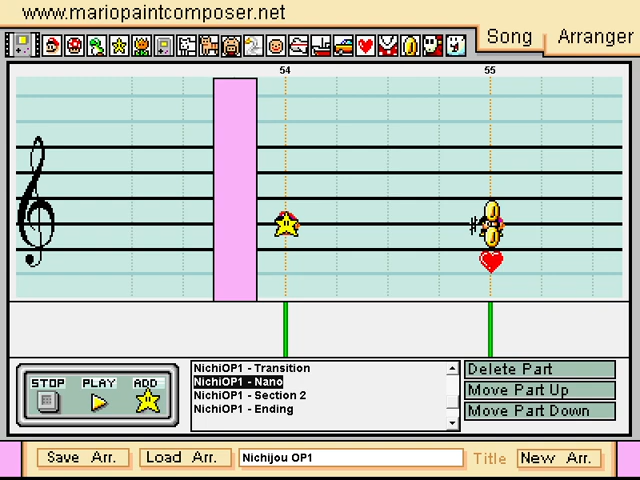 www.mariopaintcomposer.net
Song Arranger
54 55
NichiOP1 - Transition
NichiOP1 - Nano
NichiOP1 - Section 2
NichiOP1 - Ending
STOP PLAY ADD
Delete Part
Move Part Up
Move Part Down
Save Arr. Load Arr. Nichijou OP1 Title New Arr.